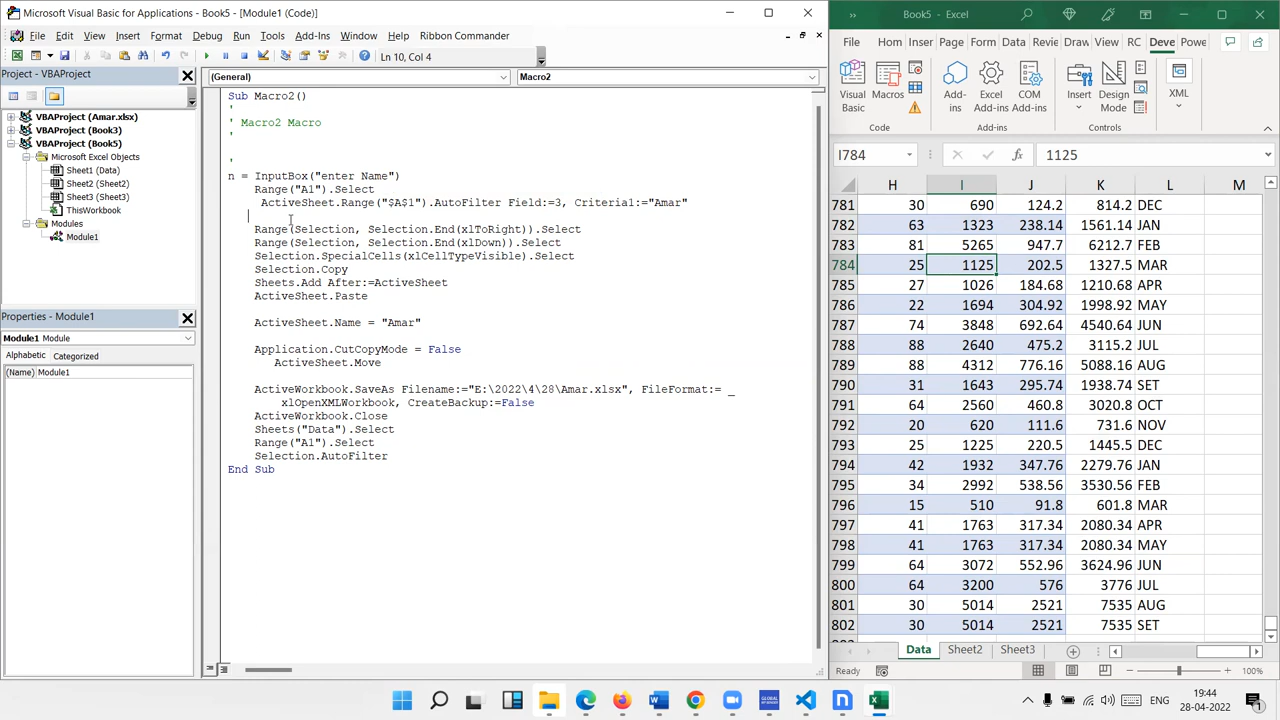 Microsoft Visual Basic for Applications - Book5 - [Module1 (Code)]
File Edit View Insert Format Debug Run Tools Add-Ins Window Help Ribbon Commander
Ln 10, Col 4
Project - VBAProject
VBAProject (Amar.xlsx)
VBAProject (Book3)
VBAProject (Book5)
Microsoft Excel Objects
Sheet1 (Data)
Sheet2 (Sheet2)
Sheet3 (Sheet3)
ThisWorkbook
Modules
Module1
Properties - Module1
Module1 Module
Alphabetic Categorized
(Name) Module1
(General) Macro2
Sub Macro2()
'
' Macro2 Macro
'
'
n = InputBox("enter Name")
Range("A1").Select
ActiveSheet.Range("$A$1").AutoFilter Field:=3, Criteria1:="Amar"
Range(Selection, Selection.End(xlToRight)).Select
Range(Selection, Selection.End(xlDown)).Select
Selection.SpecialCells(xlCellTypeVisible).Select
Selection.Copy
Sheets.Add After:=ActiveSheet
ActiveSheet.Paste
ActiveSheet.Name = "Amar"
Application.CutCopyMode = False
ActiveSheet.Move
ActiveWorkbook.SaveAs Filename:="E:\2022\4\28\Amar.xlsx", FileFormat:= _
xlOpenXMLWorkbook, CreateBackup:=False
ActiveWorkbook.Close
Sheets("Data").Select
Range("A1").Select
Selection.AutoFilter
End Sub
Book5 - Excel
File Hom Inser Page Form Data Revie Draw View RC Deve Powe
Visual Basic
Macros
Code
Add-ins
Excel Add-ins
COM Add-ins
Add-ins
Insert
Design Mode
Controls
XML
I784 fx 1125
H I J K L M
781 30 690 124.2 814.2 DEC
782 63 1323 238.14 1561.14 JAN
783 81 5265 947.7 6212.7 FEB
784 25 1125 202.5 1327.5 MAR
785 27 1026 184.68 1210.68 APR
786 22 1694 304.92 1998.92 MAY
787 74 3848 692.64 4540.64 JUN
788 88 2640 475.2 3115.2 JUL
789 88 4312 776.16 5088.16 AUG
790 31 1643 295.74 1938.74 SET
791 64 2560 460.8 3020.8 OCT
792 20 620 111.6 731.6 NOV
793 25 1225 220.5 1445.5 DEC
794 42 1932 347.76 2279.76 JAN
795 34 2992 538.56 3530.56 FEB
796 15 510 91.8 601.8 MAR
797 41 1763 317.34 2080.34 APR
798 41 1763 317.34 2080.34 MAY
799 64 3072 552.96 3624.96 JUN
800 64 3200 576 3776 JUL
801 30 5014 2521 7535 AUG
802 30 5014 2521 7535 SET
Data Sheet2 Sheet3
Ready 100%
ENG 19:44
28-04-2022